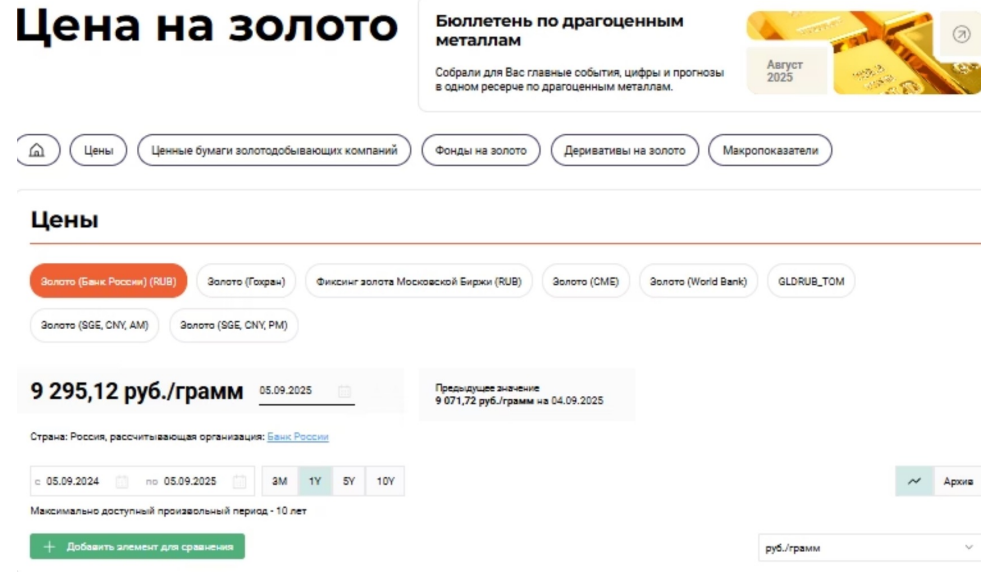 Цена на золото
Бюллетень по драгоценным
металлам
Собрали для Вас главные события, цифры и прогнозы
в одном ресерче по драгоценным металлам.
Август
2025
Цены
Ценные бумаги золотодобывающих компаний
Фонды на золото
Деривативы на золото
Макропоказатели
Цены
Золото (Банк России) (RUB)
Золото (Гохран)
Фиксинг золота Московской Биржи (RUB)
Золото (CME)
Золото (World Bank)
GLDRUB_TOM
Золото (SGE, CNY, AM)
Золото (SGE, CNY, PM)
9 295,12 руб./грамм 05.09.2025
Предыдущее значение
9 071,72 руб./грамм на 04.09.2025
Страна: Россия, рассчитывающая организация: Банк России
с 05.09.2024 по 05.09.2025 3M 1Y 5Y 10Y
Архив
Максимально доступный произвольный период - 10 лет
+ Добавить элемент для сравнения
руб./грамм